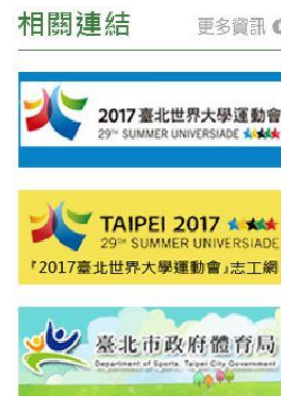 相關連結
更多資訊
2017臺北世界大學運動會
29th SUMMER UNIVERSIADE
TAIPEI 2017
29TH SUMMER UNIVERSIADE
『2017臺北世界大學運動會』志工網
臺北市政府體育局
Department of Sports, Taipei City Government